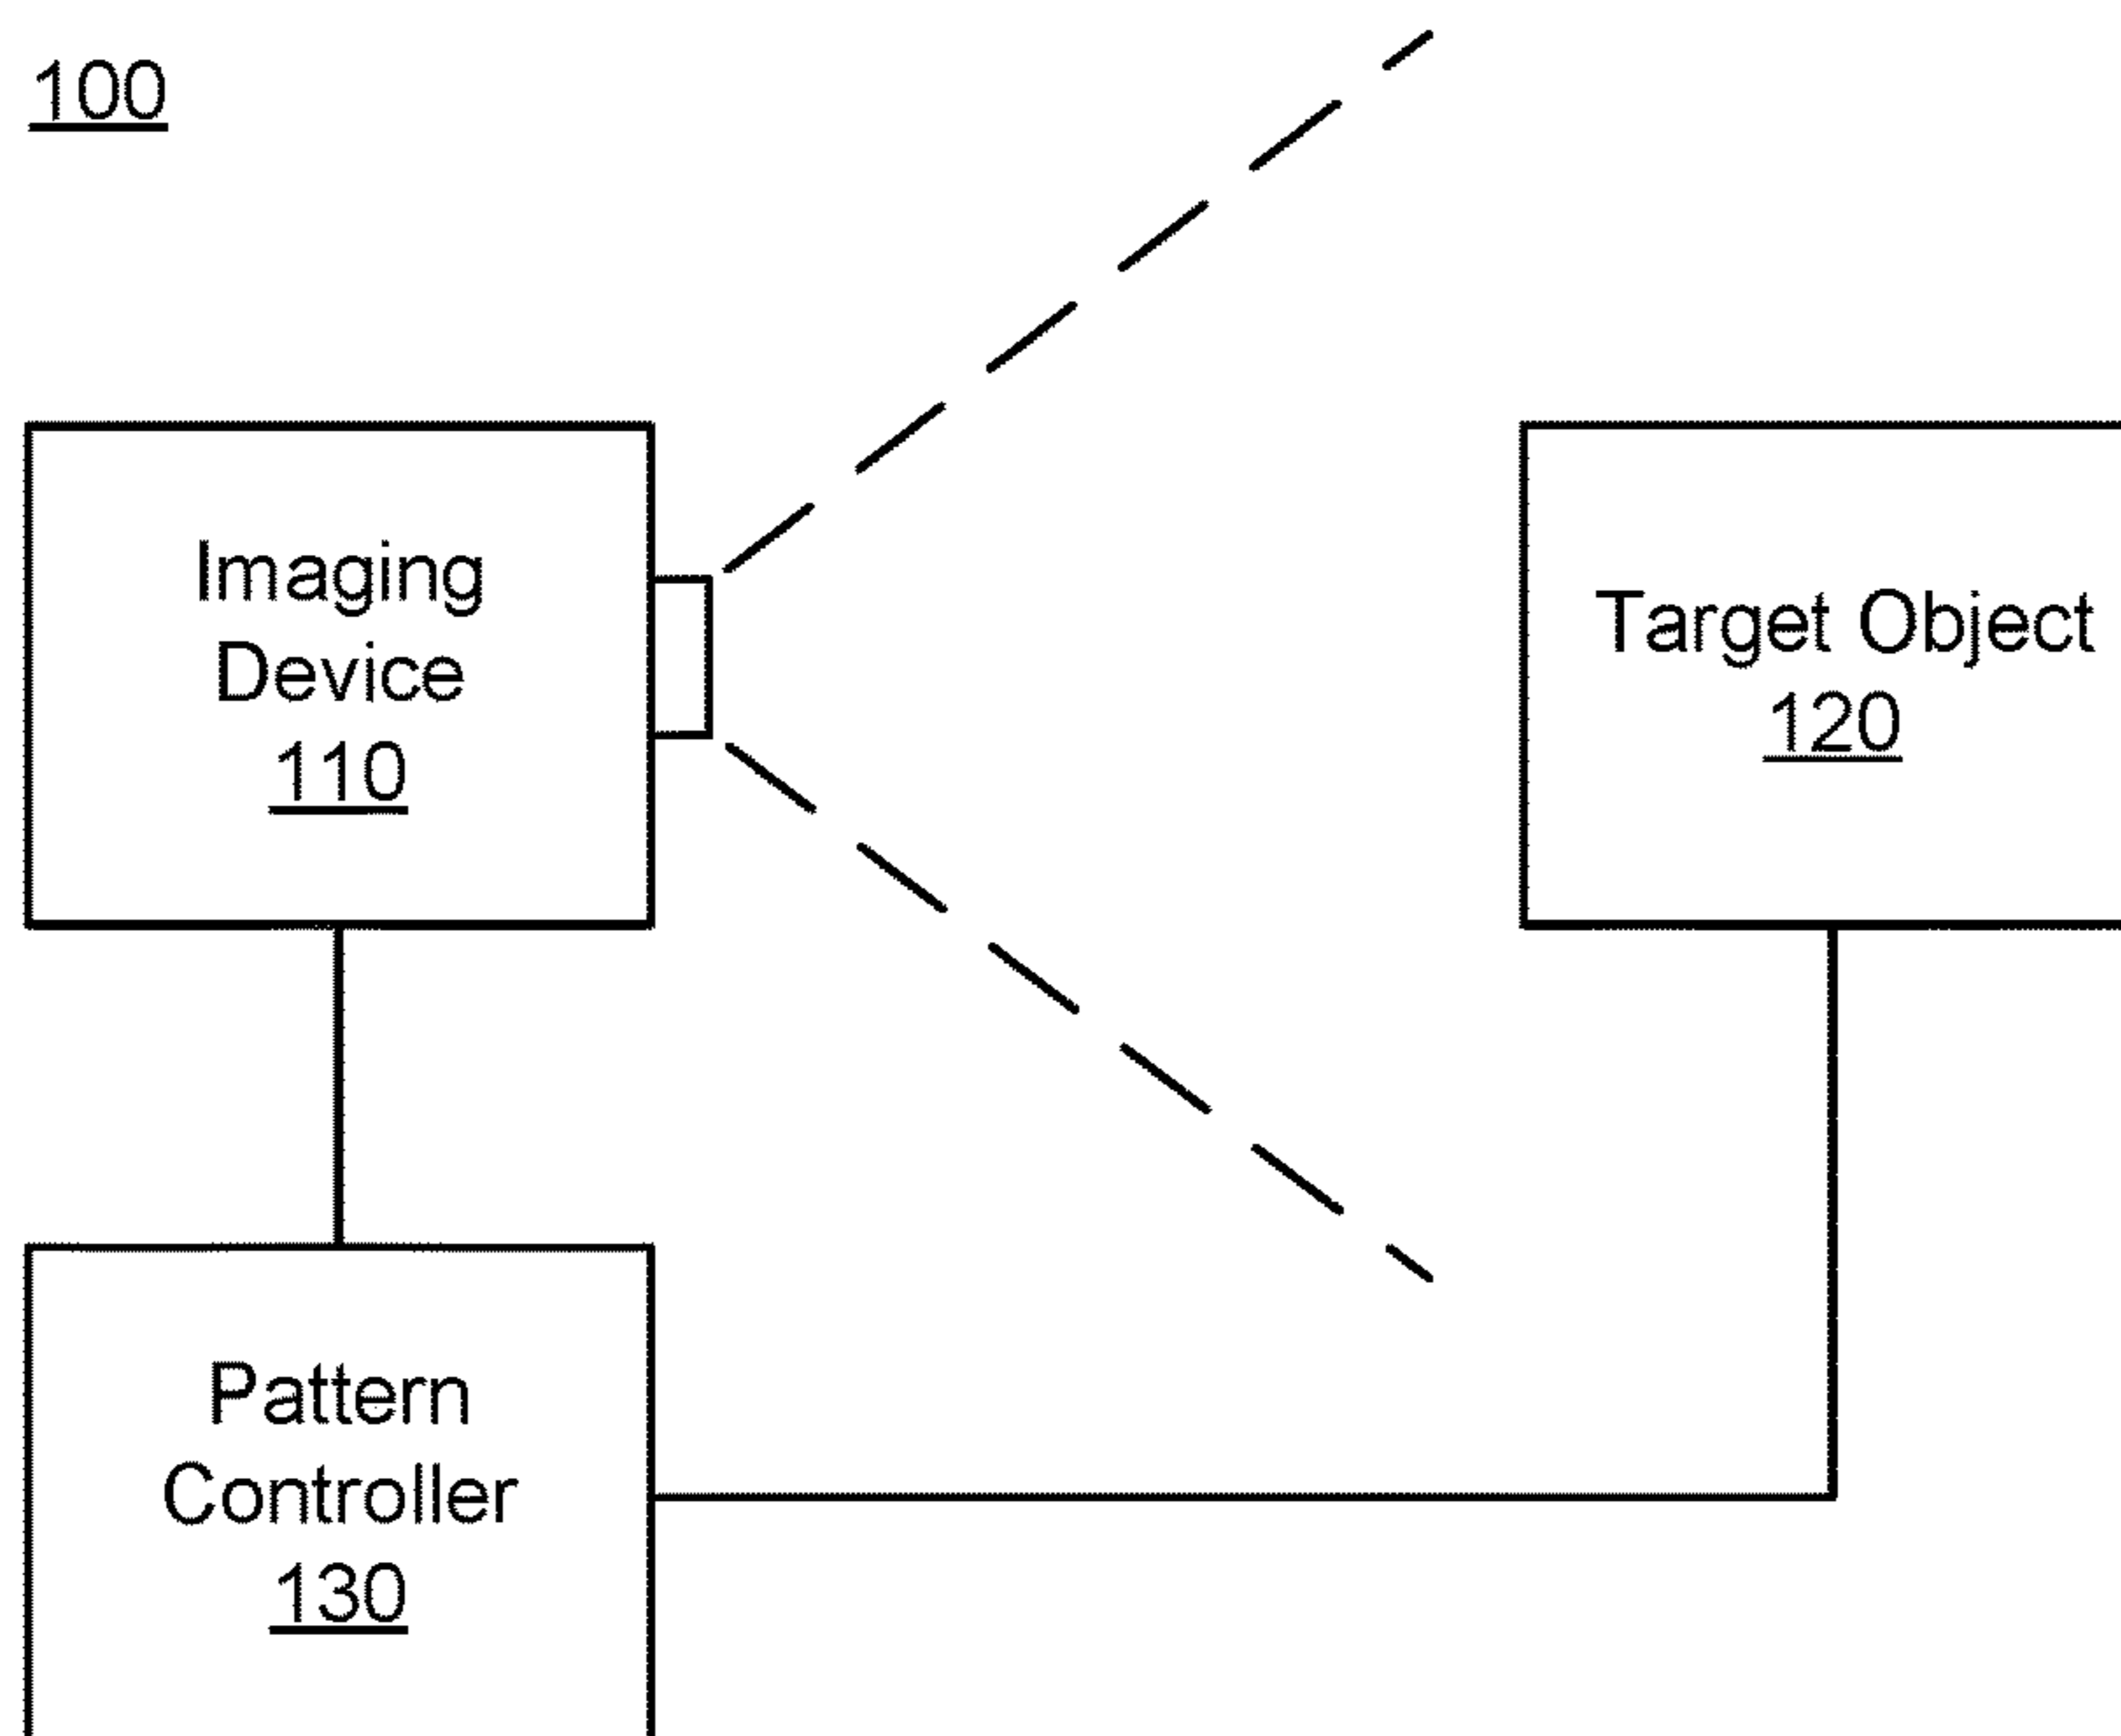 100
Imaging
Device
110
Target Object
120
Pattern
Controller
130